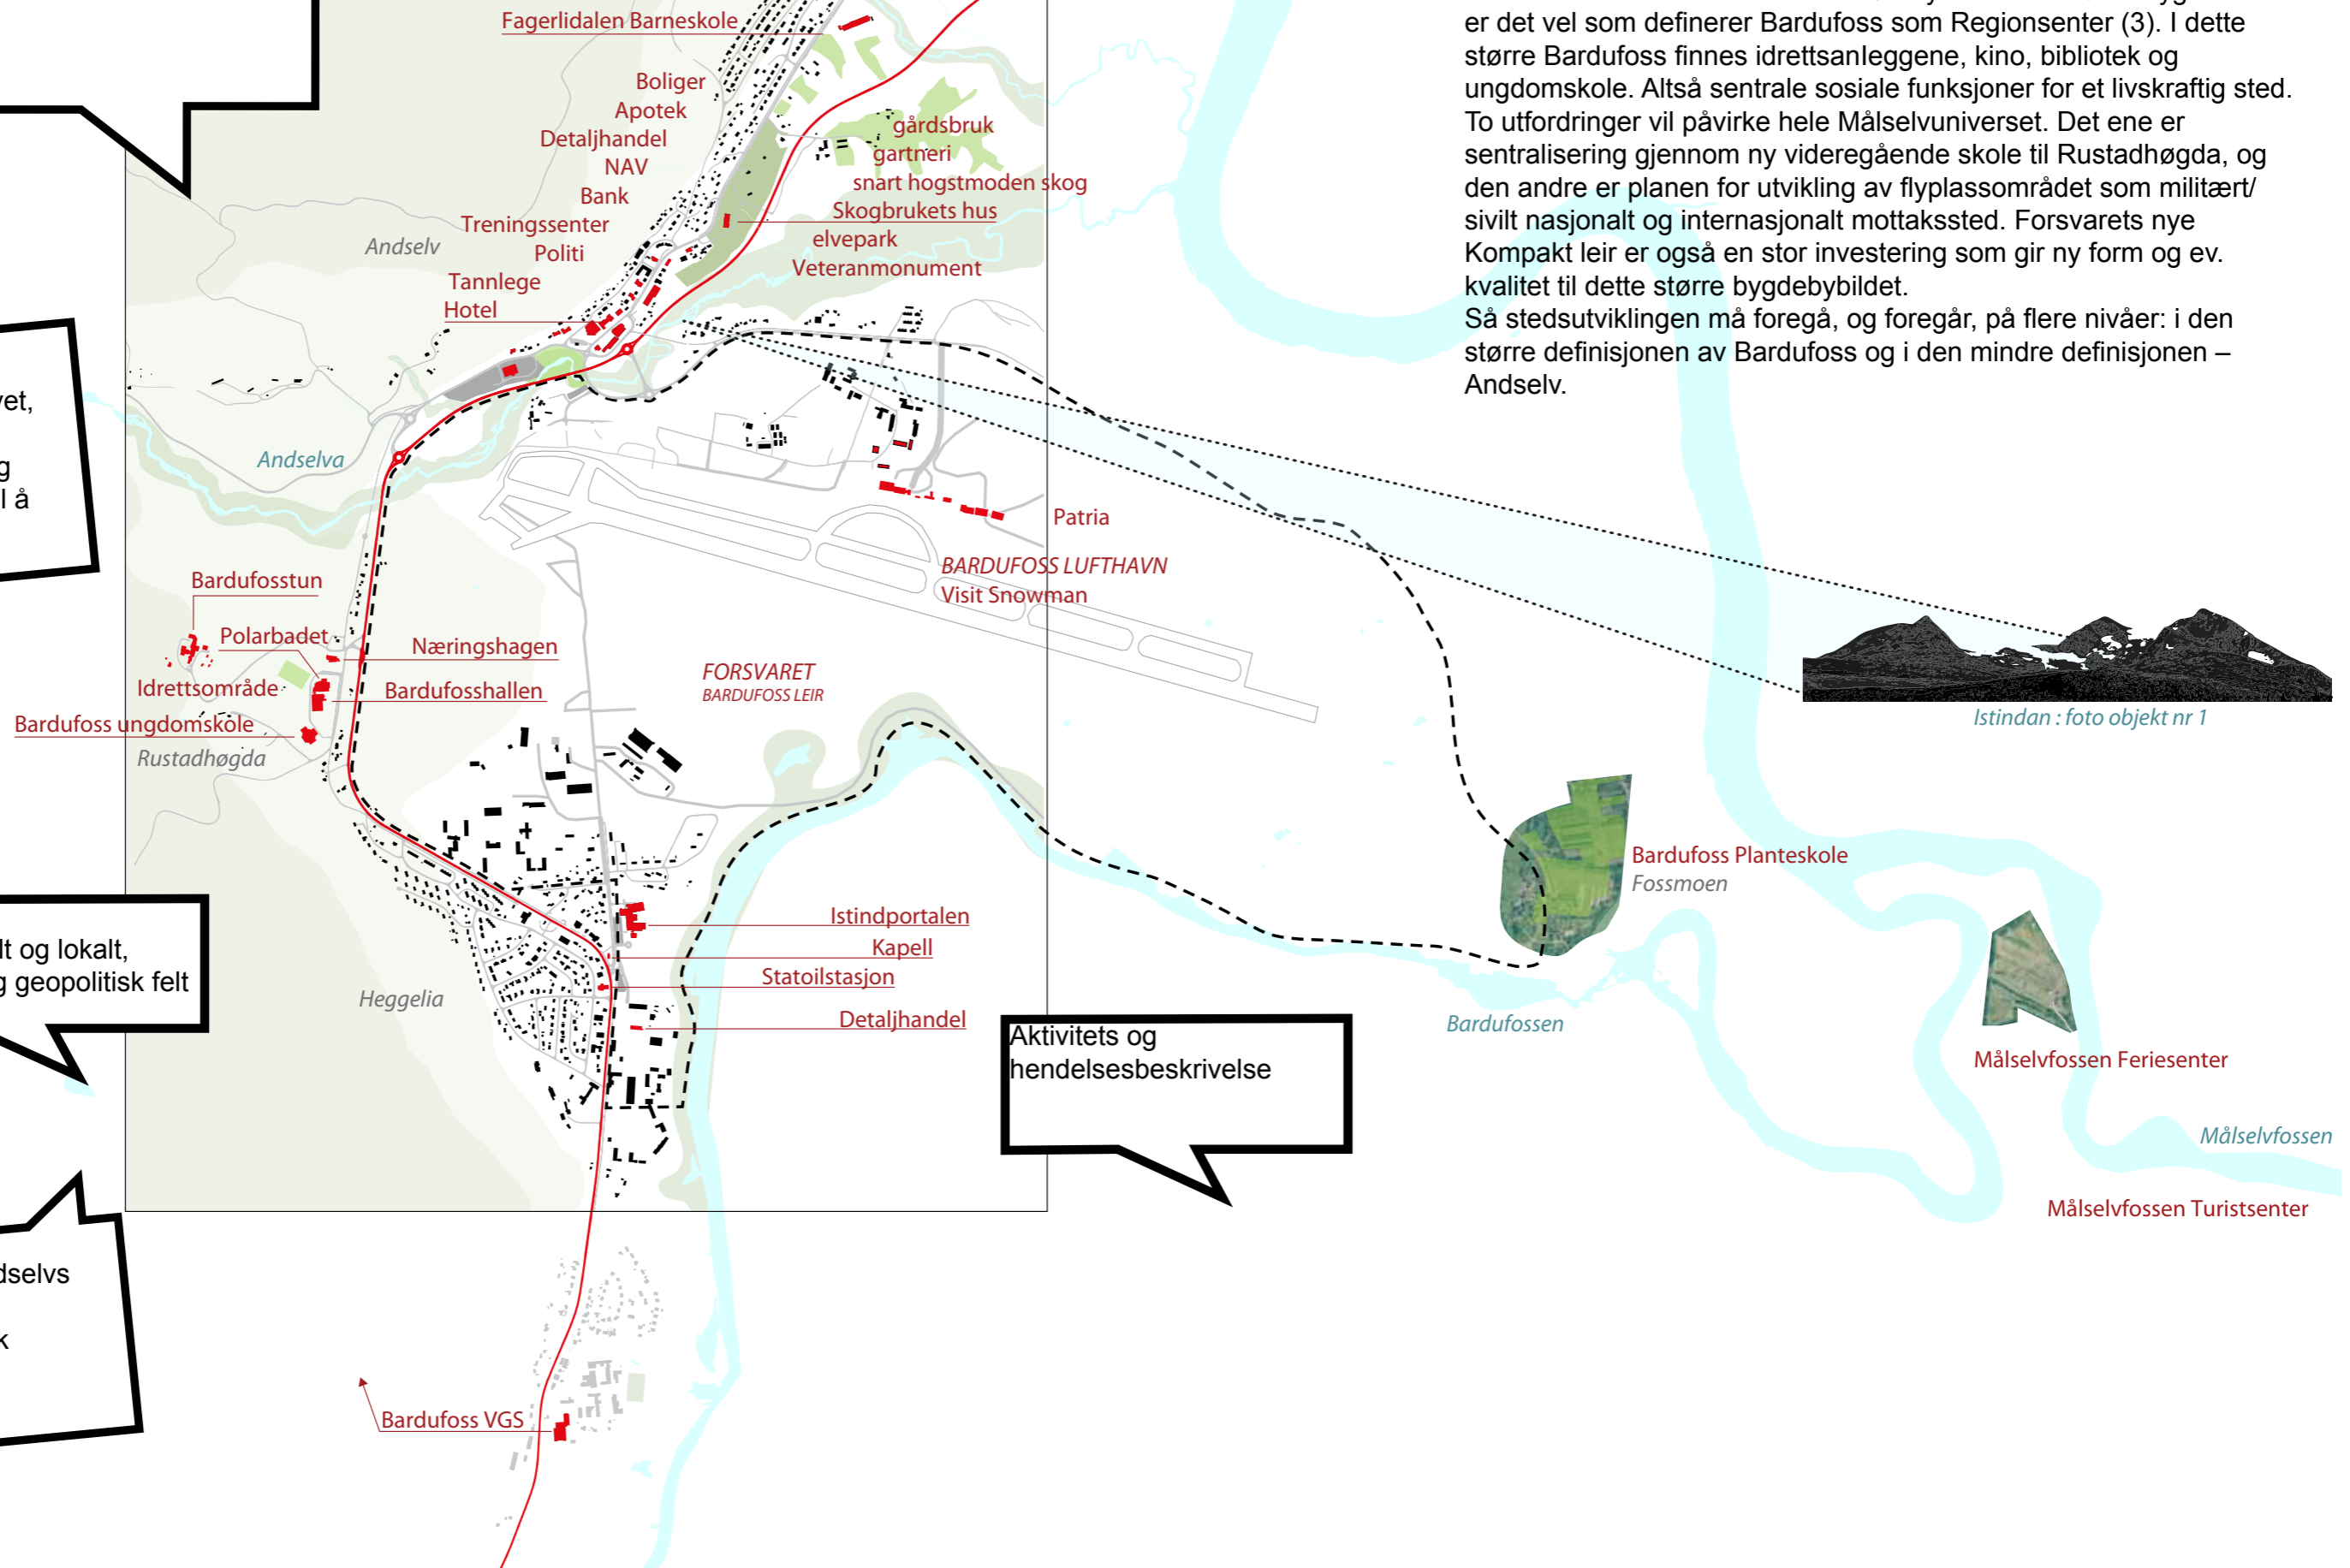 er det vel som definerer Bardufoss som Regionsenter (3). I dette
større Bardufoss finnes idrettsanleggene, kino, bibliotek og
ungdomskole. Altså sentrale sosiale funksjoner for et livskraftig sted.
To utfordringer vil påvirke hele Målselvuniverset. Det ene er
sentralisering gjennom ny videregående skole til Rustadhøgda, og
den andre er planen for utvikling av flyplassområdet som militært/
sivilt nasjonalt og internasjonalt mottakssted. Forsvarets nye
Kompakt leir er også en stor investering som gir ny form og ev.
kvalitet til dette større bygdebybildet.
Så stedsutviklingen må foregå, og foregår, på flere nivåer: i den
større definisjonen av Bardufoss og i den mindre definisjonen –
Andselv.
Fagerlidalen Barneskole
Boliger
Apotek
Detaljhandel
NAV
Bank
Treningssenter
Politi
Tannlege
Hotel
gårdsbruk
gartneri
snart hogstmoden skog
Skogbrukets hus
elvepark
Veteranmonument
Andselv
Andselva
vet,
g
l å
Patria
BARDUFOSS LUFTHAVN
Visit Snowman
Bardufosstun
Polarbadet
Næringshagen
Idrettsområde
Bardufosshallen
Bardufoss ungdomskole
Rustadhøgda
FORSVARET
BARDUFOSS LEIR
Istindan : foto objekt nr 1
Bardufoss Planteskole
Fossmoen
Istindportalen
Kapell
Statoilstasjon
Detaljhandel
Heggelia
lt og lokalt,
g geopolitisk felt
Aktivitets og
hendelsesbeskrivelse
Bardufossen
Målselvfossen Feriesenter
Målselvfossen
Målselvfossen Turistsenter
dselvs
k
Bardufoss VGS